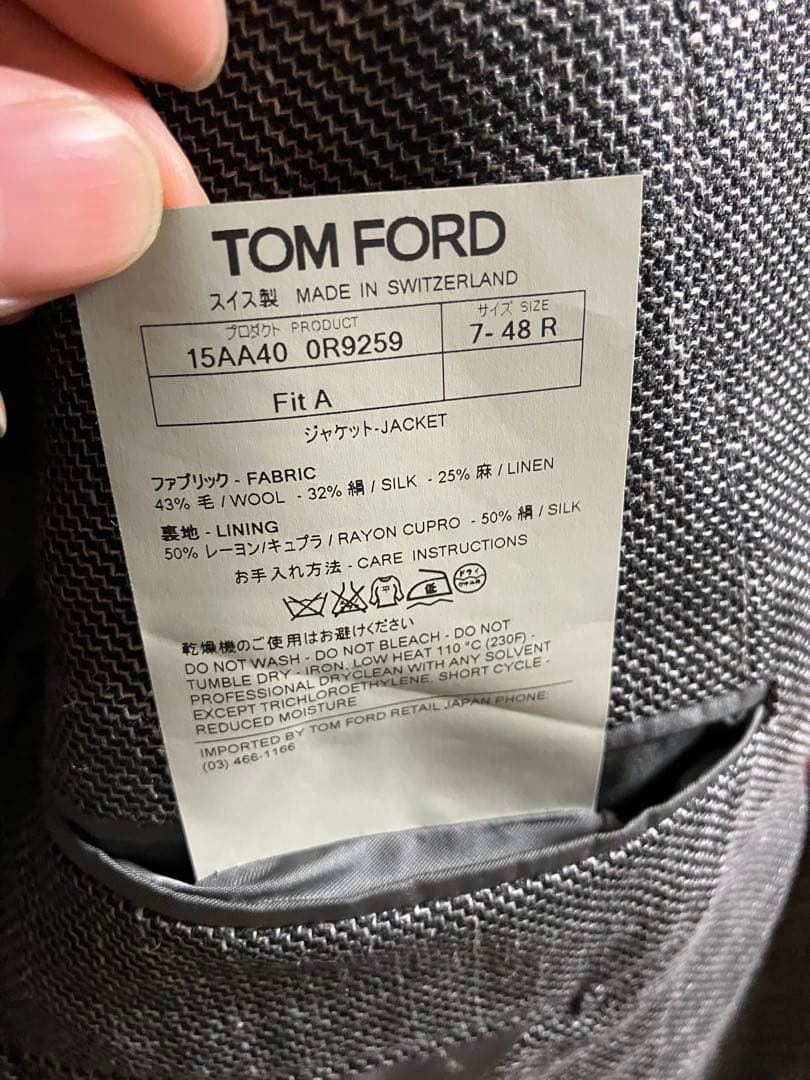 TOM FORD
スイス製 MADE IN SWITZERLAND
プロダクト PRODUCT
15AA40 0R9259
サイズ SIZE
7- 48 R
Fit A
ジャケット-JACKET
ファブリック - FABRIC
43% 毛 / WOOL - 32% 絹 / SILK - 25% 麻 / LINEN
裏地 - LINING
50% レーヨン/キュプラ / RAYON CUPRO - 50% 絹 / SILK
お手入れ方法 - CARE INSTRUCTIONS
低
ドライ
乾燥機のご使用はお避けください
DO NOT WASH - DO NOT BLEACH - DO NOT
TUMBLE DRY - IRON, LOW HEAT 110 °C (230F) -
PROFESSIONAL DRYCLEAN WITH ANY SOLVENT
EXCEPT TRICHLOROETHYLENE. SHORT CYCLE -
REDUCED MOISTURE
IMPORTED BY TOM FORD RETAIL JAPAN PHONE:
(03) 466-1166